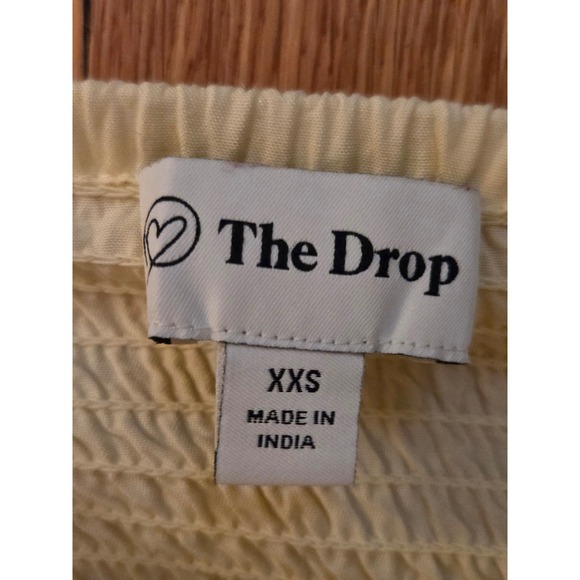 The Drop
XXS
MADE IN
INDIA